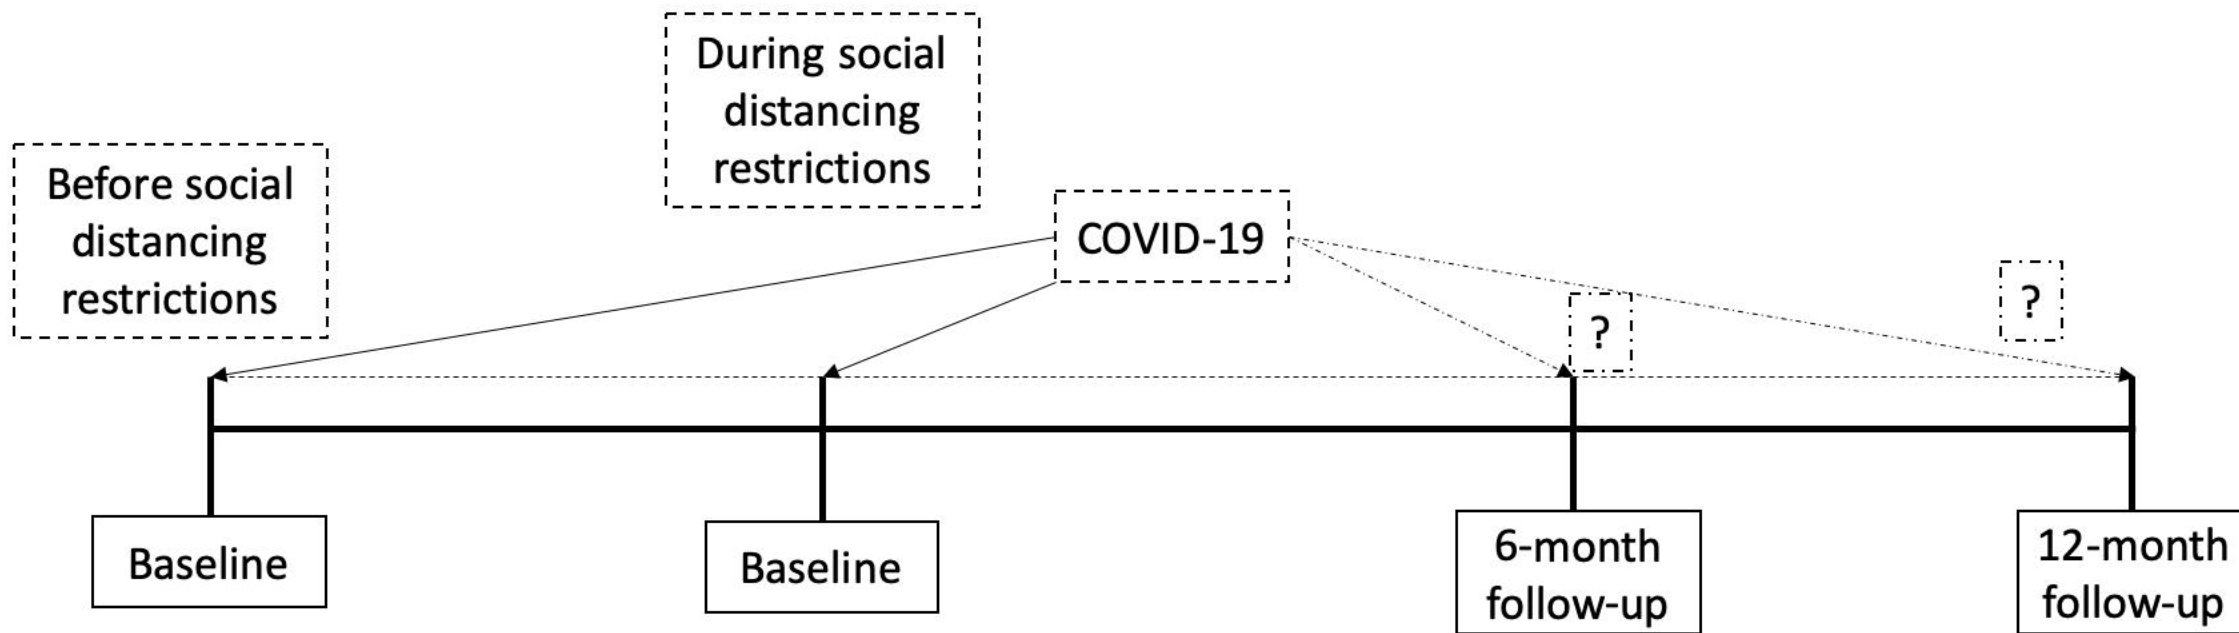 During social
distancing
restrictions
Before social
distancing
restrictions
COVID-19
?
?
Baseline
Baseline
6-month
follow-up
12-month
follow-up